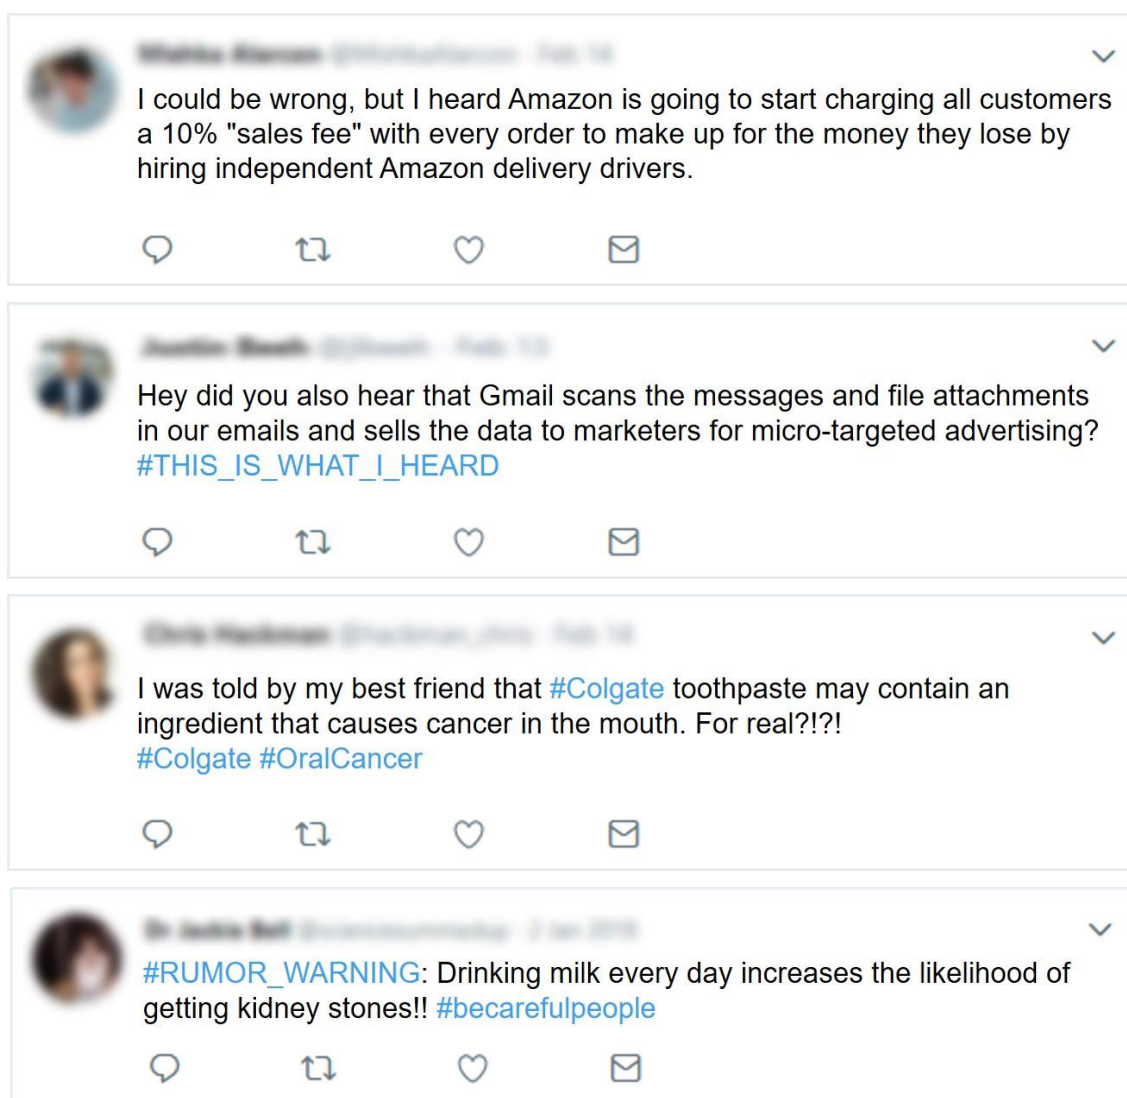 I could be wrong, but I heard Amazon is going to start charging all customers
a 10% "sales fee" with every order to make up for the money they lose by
hiring independent Amazon delivery drivers.
Hey did you also hear that Gmail scans the messages and file attachments
in our emails and sells the data to marketers for micro-targeted advertising?
#THIS_IS_WHAT_I_HEARD
I was told by my best friend that #Colgate toothpaste may contain an
ingredient that causes cancer in the mouth. For real?!?!
#Colgate #OralCancer
#RUMOR_WARNING: Drinking milk every day increases the likelihood of
getting kidney stones!! #becarefulpeople